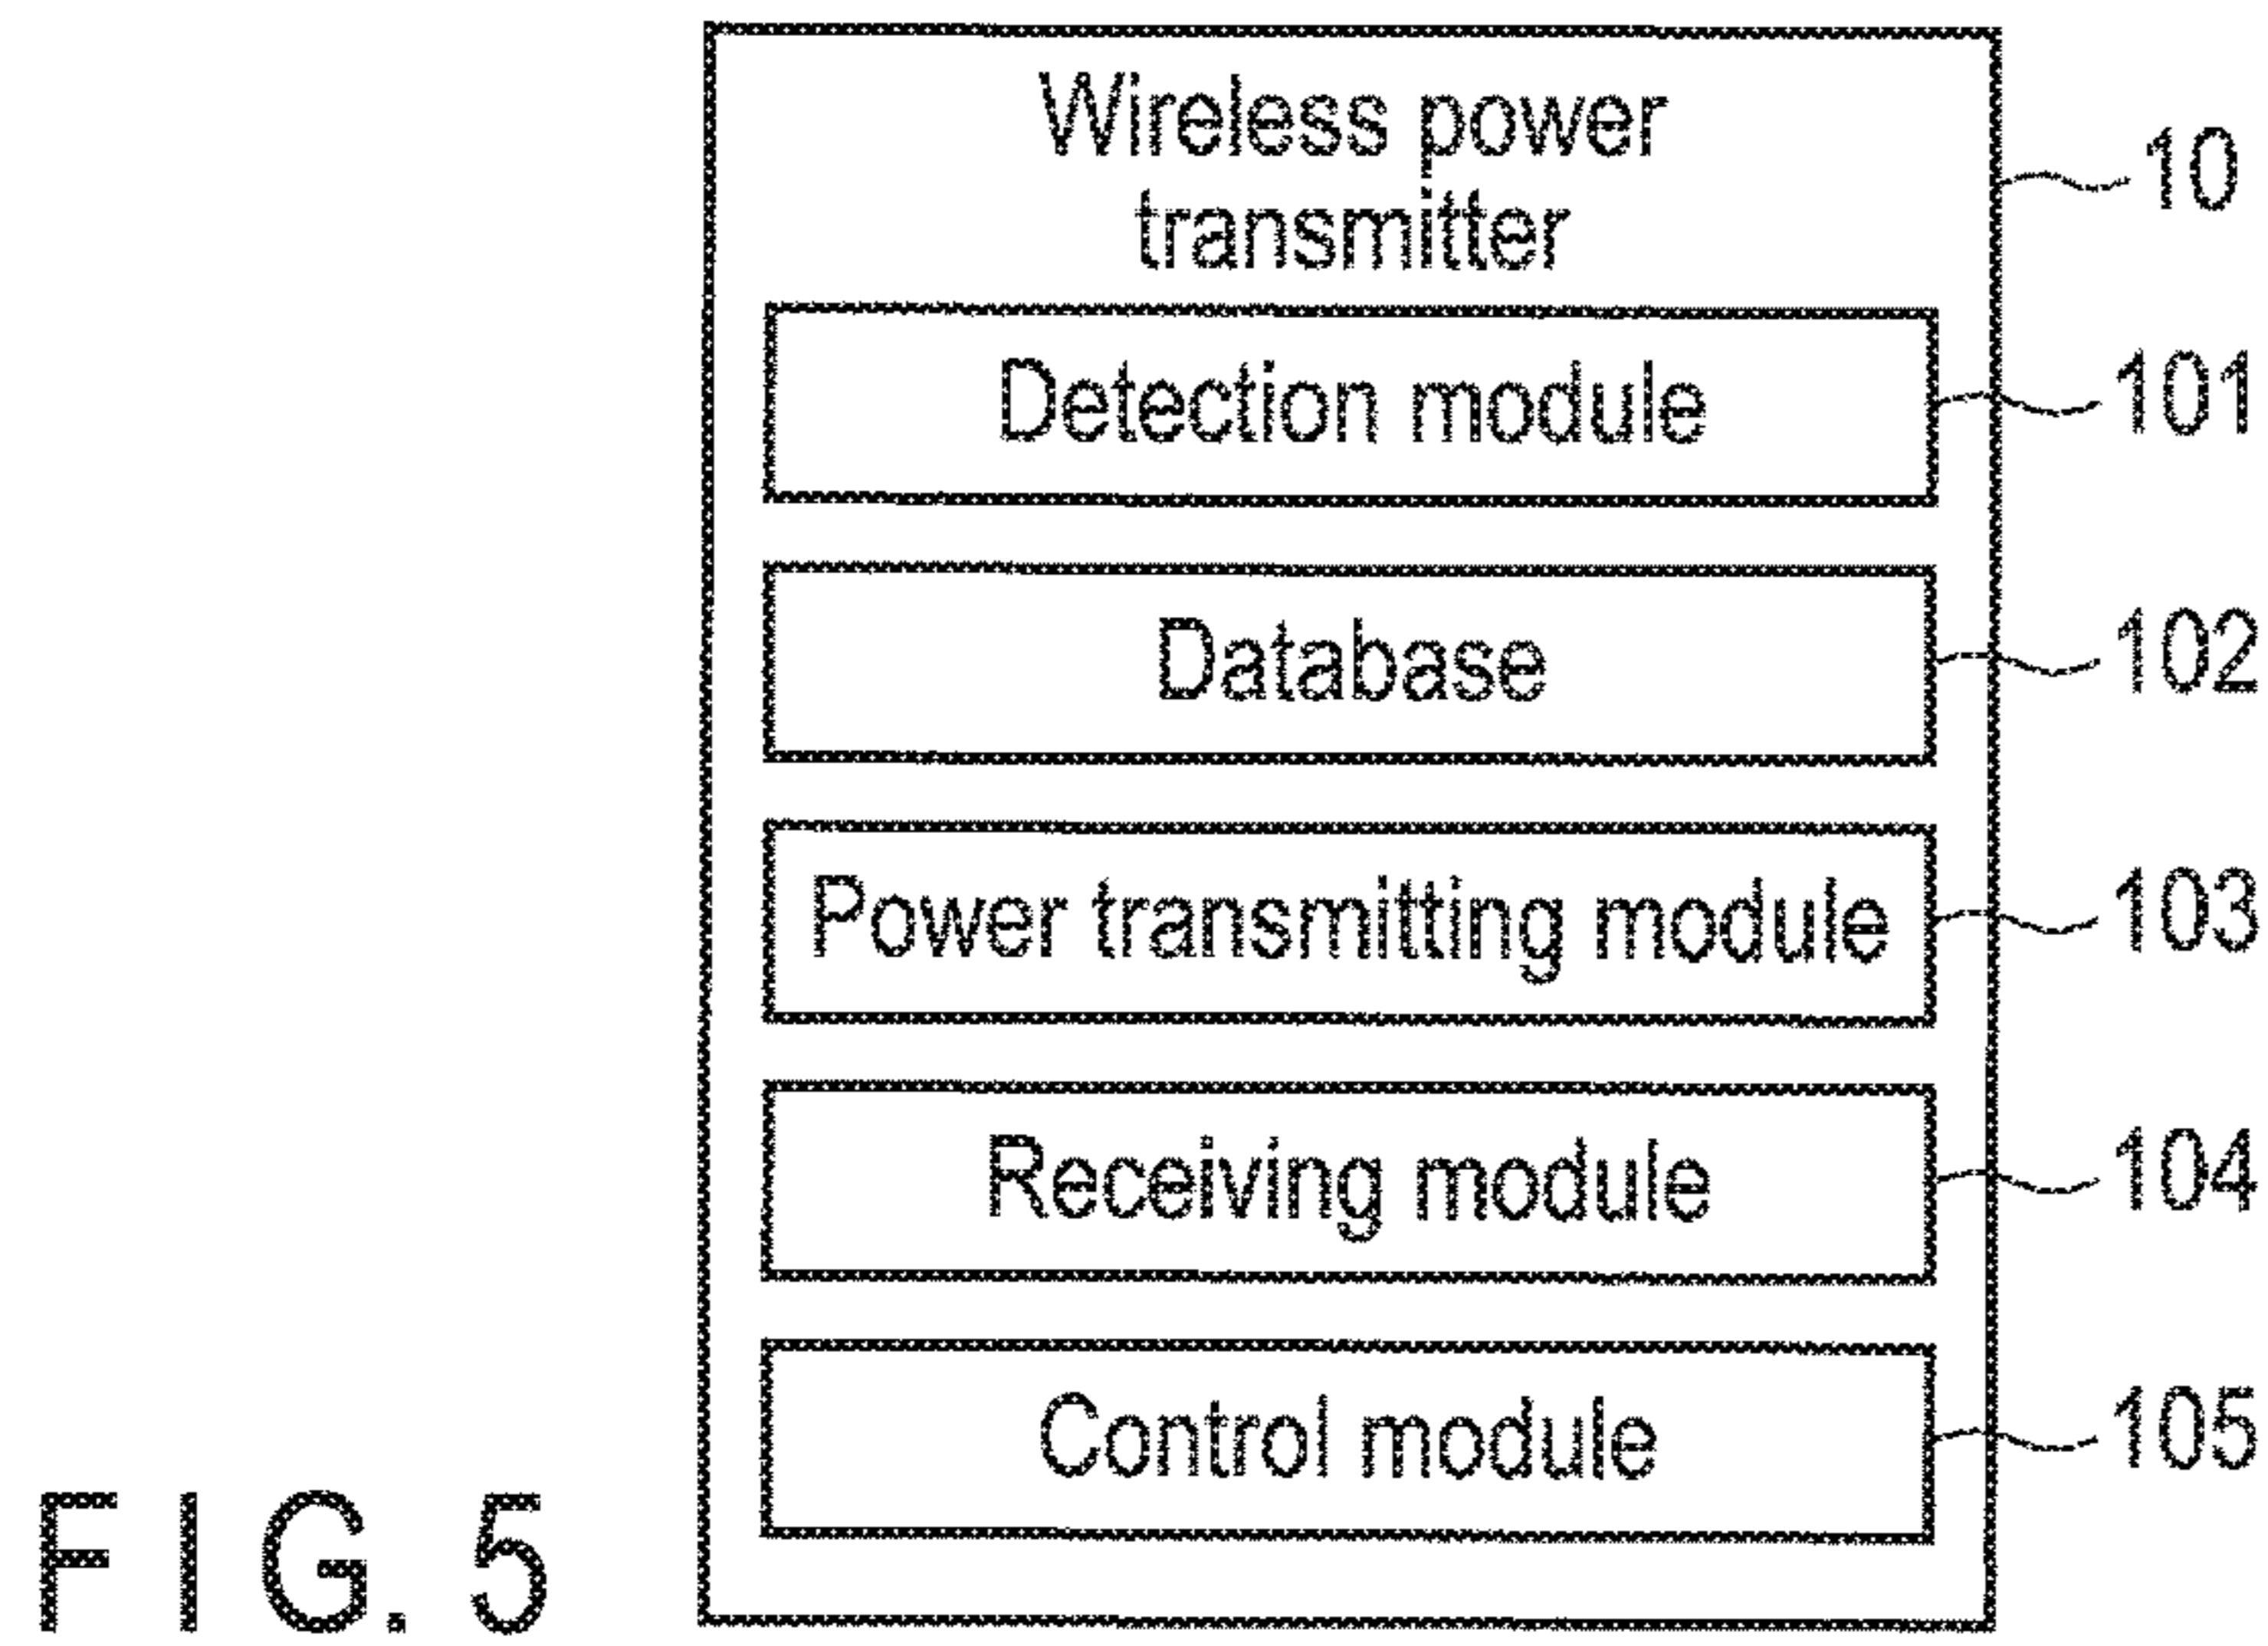 Wireless power
transmitter
10
Detection module
101
Database
102
Power transmitting module
103
Receiving module
104
Control module
105
FIG. 5